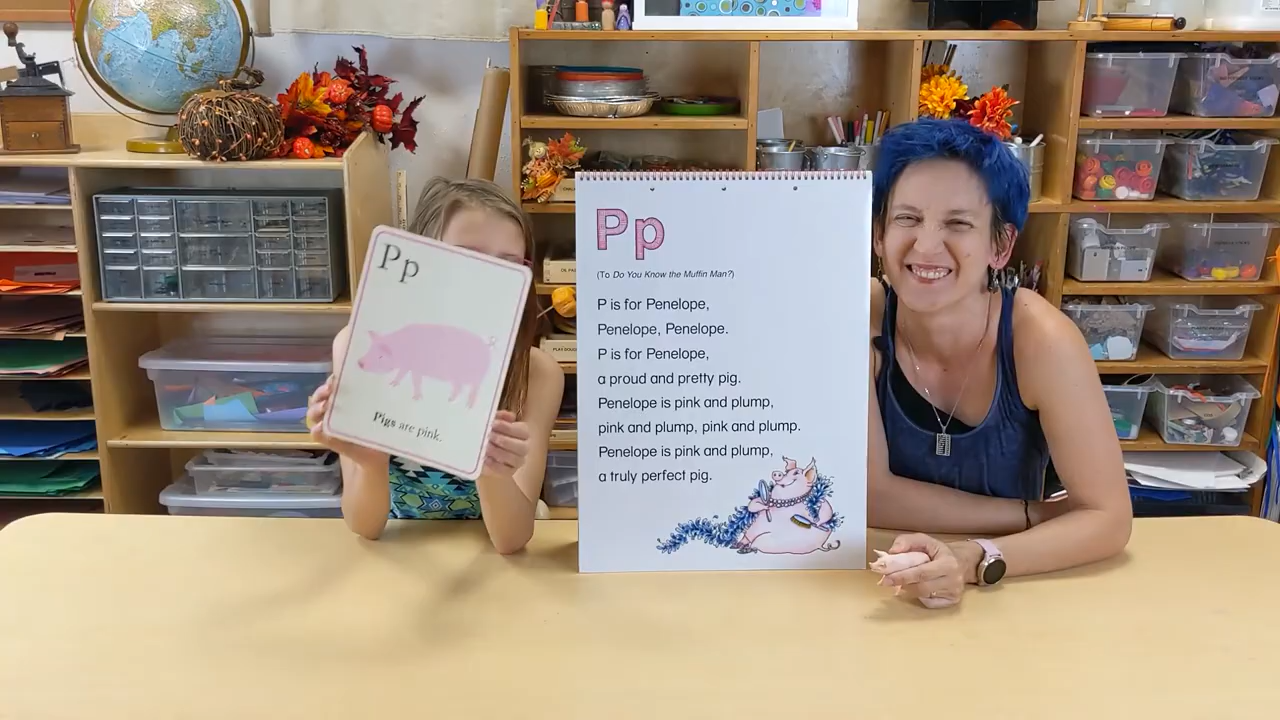 Pp
Pigs are pink.
Pp
(To Do You Know the Muffin Man?)
P is for Penelope,
Penelope, Penelope.
P is for Penelope,
a proud and pretty pig.
Penelope is pink and plump,
pink and plump, pink and plump.
Penelope is pink and plump,
a truly perfect pig.